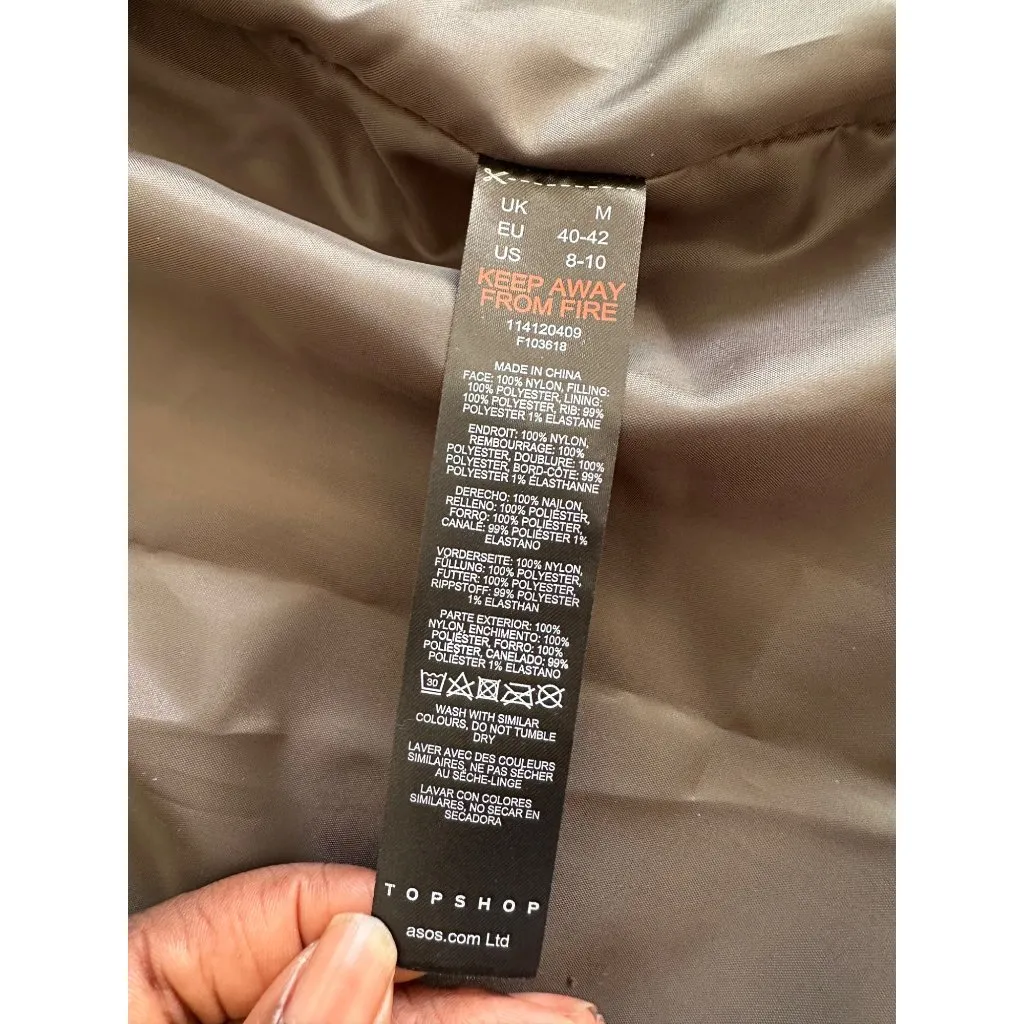 UK M
EU 40-42
US 8-10
KEEP AWAY
FROM FIRE
114120409
F103618
MADE IN CHINA
FACE: 100% NYLON, FILLING:
100% POLYESTER, LINING:
100% POLYESTER, RIB: 99%
POLYESTER 1% ELASTANE
ENDROIT: 100% NYLON,
REMBOURRAGE: 100%
POLYESTER, DOUBLURE: 100%
POLYESTER, BORD-CÔTE: 99%
POLYESTER 1% ÉLASTHANNE
DERECHO: 100% NAILON,
RELLENO: 100% POLIÉSTER,
FORRO: 100% POLIÉSTER,
CANALÉ: 99% POLIÉSTER 1%
ELASTANO
VORDERSEITE: 100% NYLON,
FÜLLUNG: 100% POLYESTER,
FUTTER: 100% POLYESTER,
RIPPSTOFF: 99% POLYESTER
1% ELASTHAN
PARTE EXTERIOR: 100%
NYLON, ENCHIMENTO: 100%
POLIÉSTER, FORRO: 100%
POLIÉSTER, CANELADO: 99%
POLIÉSTER 1% ELASTANO
30
WASH WITH SIMILAR
COLOURS, DO NOT TUMBLE
DRY
LAVER AVEC DES COULEURS
SIMILAIRES, NE PAS SÉCHER
AU SÈCHE-LINGE
LAVAR CON COLORES
SIMILARES, NO SECAR EN
SECADORA
TOPSHOP
asos.com Ltd